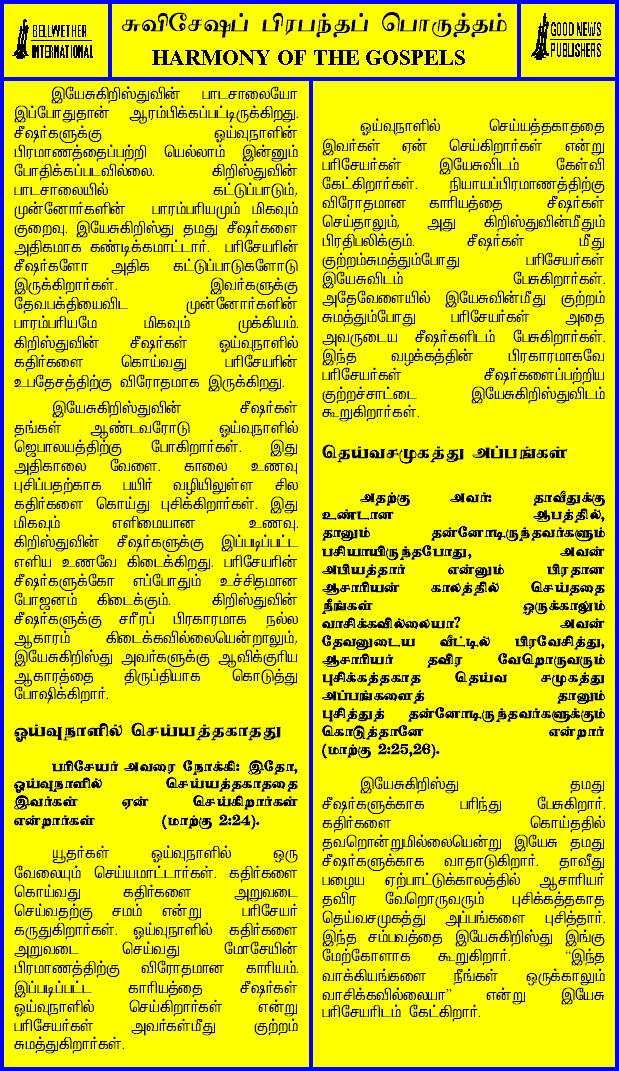 BELLWETHER
INTERNATIONAL
சுவிசேஷப் பிரபந்தப் பொருத்தம்
HARMONY OF THE GOSPELS
GOOD NEWS
PUBLISHERS
இயேசுகிறிஸ்துவின் பாடசாலையோ
இப்போதுதான் ஆரம்பிக்கப்பட்டிருக்கிறது.
சீஷர்களுக்கு ஓய்வுநாளின்
பிரமாணத்தைப்பற்றி யெல்லாம் இன்னும்
போதிக்கப்படவில்லை. கிறிஸ்துவின்
பாடசாலையில் கட்டுப்பாடும்,
முன்னோர்களின் பாரம்பரியமும் மிகவும்
குறைவு. இயேசுகிறிஸ்து தமது சீஷர்களை
அதிகமாக கண்டிக்கமாட்டார். பரிசேயரின்
சீஷர்களோ அதிக கட்டுப்பாடுகளோடு
இருக்கிறார்கள். இவர்களுக்கு
தேவபக்தியைவிட முன்னோர்களின்
பாரம்பரியமே மிகவும் முக்கியம்.
கிறிஸ்துவின் சீஷர்கள் ஓய்வுநாளில்
கதிர்களை கொய்வது பரிசேயரின்
உபதேசத்திற்கு விரோதமாக இருக்கிறது.
இயேசுகிறிஸ்துவின் சீஷர்கள்
தங்கள் ஆண்டவரோடு ஓய்வுநாளில்
ஜெபாலயத்திற்கு போகிறார்கள். இது
அதிகாலை வேளை. காலை உணவு
புசிப்பதற்காக பயிர் வழியிலுள்ள சில
கதிர்களை கொய்து புசிக்கிறார்கள். இது
மிகவும் எளிமையான உணவு.
கிறிஸ்துவின் சீஷர்களுக்கு இப்படிப்பட்ட
எளிய உணவே கிடைக்கிறது. பரிசேயரின்
சீஷர்களுக்கோ எப்போதும் உச்சிதமான
போஜனம் கிடைக்கும். கிறிஸ்துவின்
சீஷர்களுக்கு சரீரப் பிரகாரமாக நல்ல
ஆகாரம் கிடைக்கவில்லையென்றாலும்,
இயேசுகிறிஸ்து அவர்களுக்கு ஆவிக்குரிய
ஆகாரத்தை திருப்தியாக கொடுத்து
போஷிக்கிறார்.
ஓய்வுநாளில் செய்யத்தகாதது
பரிசேயர் அவரை நோக்கி: இதோ,
ஓய்வுநாளில் செய்யத்தகாததை
இவர்கள் ஏன் செய்கிறார்கள்
என்றார்கள் (மாற்கு 2:24).
யூதர்கள் ஓய்வுநாளில் ஒரு
வேலையும் செய்யமாட்டார்கள். கதிர்களை
கொய்வது கதிர்களை அறுவடை
செய்வதற்கு சமம் என்று பரிசேயர்
கருதுகிறார்கள். ஓய்வுநாளில் கதிர்களை
அறுவடை செய்வது மோசேயின்
பிரமாணத்திற்கு விரோதமான காரியம்.
இப்படிப்பட்ட காரியத்தை சீஷர்கள்
ஓய்வுநாளில் செய்கிறார்கள் என்று
பரிசேயர்கள் அவர்கள்மீது குற்றம்
சுமத்துகிறார்கள்.
ஓய்வுநாளில் செய்யத்தகாததை
இவர்கள் ஏன் செய்கிறார்கள் என்று
பரிசேயர்கள் இயேசுவிடம் கேள்வி
கேட்கிறார்கள். நியாயப்பிரமாணத்திற்கு
விரோதமான காரியத்தை சீஷர்கள்
செய்தாலும், அது கிறிஸ்துவின்மீதும்
பிரதிபலிக்கும். சீஷர்கள் மீது
குற்றம்சுமத்தும்போது பரிசேயர்கள்
இயேசுவிடம் பேசுகிறார்கள்.
அதேவேளையில் இயேசுவின்மீது குற்றம்
சுமத்தும்போது பரிசேயர்கள் அதை
அவருடைய சீஷர்களிடம் பேசுகிறார்கள்.
இந்த வழக்கத்தின் பிரகாரமாகவே
பரிசேயர்கள் சீஷர்களைப்பற்றிய
குற்றச்சாட்டை இயேசுகிறிஸ்துவிடம்
கூறுகிறார்கள்.
தெய்வசமுகத்து அப்பங்கள்
அதற்கு அவர்: தாவீதுக்கு
உண்டான ஆபத்தில்,
தானும் தன்னோடிருந்தவர்களும்
பசியாயிருந்தபோது, அவன்
அபியத்தார் என்னும் பிரதான
ஆசாரியன் காலத்தில் செய்ததை
நீங்கள் ஒருக்காலும்
வாசிக்கவில்லையா? அவன்
தேவனுடைய வீட்டில் பிரவேசித்து,
ஆசாரியர் தவிர வேறொருவரும்
புசிக்கத்தகாத தெய்வ சமுகத்து
அப்பங்களைத் தானும்
புசித்துத் தன்னோடிருந்தவர்களுக்கும்
கொடுத்தானே என்றார்
(மாற்கு 2:25,26).
இயேசுகிறிஸ்து தமது
சீஷர்களுக்காக பரிந்து பேசுகிறார்.
கதிர்களை கொய்ததில்
தவறொன்றுமில்லையென்று இயேசு தமது
சீஷர்களுக்காக வாதாடுகிறார். தாவீது
பழைய ஏற்பாட்டுக்காலத்தில் ஆசாரியர்
தவிர வேறொருவரும் புசிக்கத்தகாத
தெய்வசமுகத்து அப்பங்களை புசித்தார்.
இந்த சம்பவத்தை இயேசுகிறிஸ்து இங்கு
மேற்கோளாக கூறுகிறார். “இந்த
வாக்கியங்களை நீங்கள் ஒருக்காலும்
வாசிக்கவில்லையா” என்று இயேசு
பரிசேயரிடம் கேட்கிறார்.